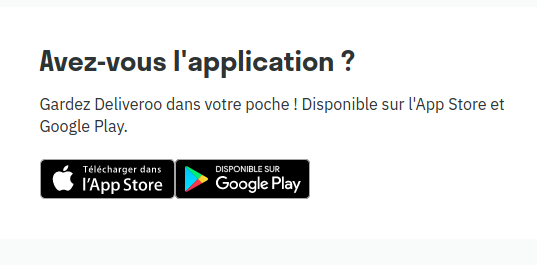 Avez-vous l'application ?
Gardez Deliveroo dans votre poche ! Disponible sur l'App Store et
Google Play.
Télécharger dans
l'App Store
DISPONIBLE SUR
Google Play